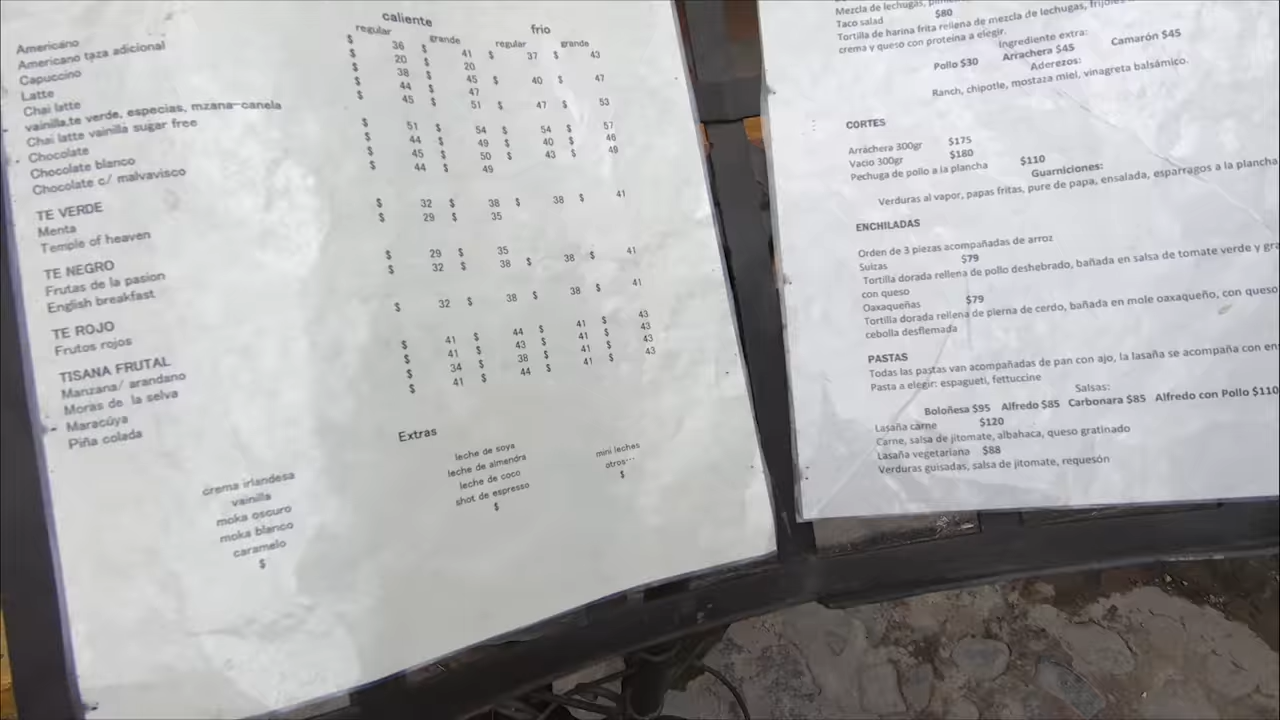 caliente
frio
regular grande regular grande
Americano $ 36 $ 41 $ 37 $ 43
Americano taza adicional $ 20 $ 20
Capuccino $ 38 $ 45 $ 40 $ 47
Latte $ 44 $ 47
Chai latte $ 45 $ 51 $ 47 $ 53
vainilla,te verde, especias, mzana-canela
Chai latte vainilla sugar free $ 51 $ 54 $ 54 $ 57
Chocolate $ 44 $ 49 $ 40 $ 46
Chocolate blanco $ 45 $ 50 $ 43 $ 49
Chocolate c/ malvavisco $ 44 $ 49
TE VERDE
Menta $ 32 $ 38 $ 38 $ 41
Temple of heaven $ 29 $ 35
TE NEGRO
Frutas de la pasion $ 29 $ 35
English breakfast $ 32 $ 38 $ 38 $ 41
TE ROJO
Frutos rojos $ 32 $ 38 $ 38 $ 41
TISANA FRUTAL
Manzana/ arandano $ 41 $ 44 $ 41 $ 43
Moras de la selva $ 41 $ 43 $ 41 $ 43
Maracúya $ 34 $ 38 $ 41 $ 43
Piña colada $ 41 $ 44 $ 41 $ 43
Extras
crema irlandesa
vainilla
moka oscuro
moka blanco
caramelo
$
leche de soya
leche de almendra
leche de coco
shot de espresso
$
mini leches
otros...
$
Mezcla de lechugas,
Taco salad $80
Tortilla de harina frita rellena de mezcla de lechugas,
crema y queso con proteína a elegir.
Ingrediente extra:
Pollo $30 Arrachera $45 Camarón $45
Aderezos:
Ranch, chipotle, mostaza miel, vinagreta balsámico.
CORTES
Arrachera 300gr $175
Vacio 300gr $180
Pechuga de pollo a la plancha $110
Guarniciones:
Verduras al vapor, papas fritas, pure de papa, ensalada, esparragos a la plancha
ENCHILADAS
Orden de 3 piezas acompañadas de arroz
Suizas $79
Tortilla dorada rellena de pollo deshebrado, bañada en salsa de tomate verde y gra
con queso
Oaxaqueñas $79
Tortilla dorada rellena de pierna de cerdo, bañada en mole oaxaqueño, con queso
cebolla desflemada
PASTAS
Todas las pastas van acompañadas de pan con ajo, la lasaña se acompaña con en
Pasta a elegir: espagueti, fettuccine
Salsas:
Boloñesa $95 Alfredo $85 Carbonara $85 Alfredo con Pollo $110
Lasaña carne $120
Carne, salsa de jitomate, albahaca, queso gratinado
Lasaña vegetariana $88
Verduras guisadas, salsa de jitomate, requesón